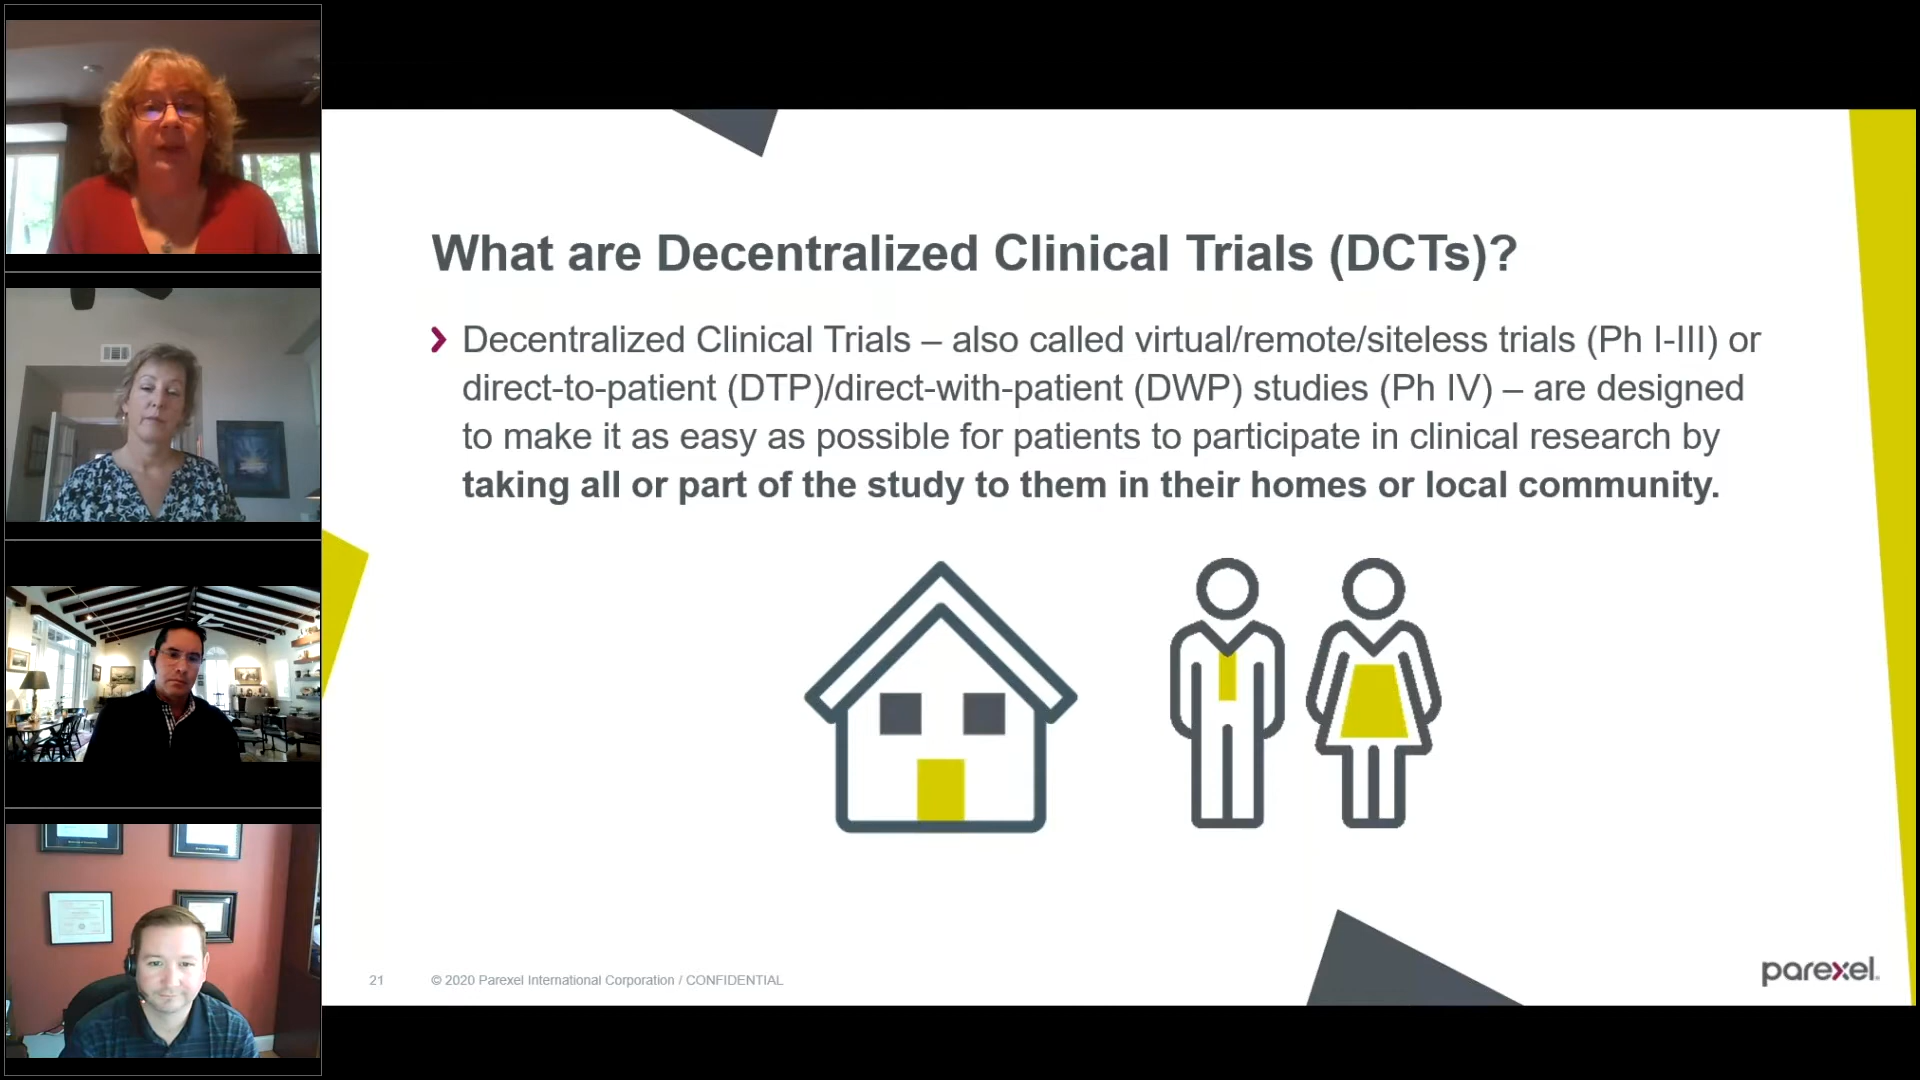 What are Decentralized Clinical Trials (DCTs)?
Decentralized Clinical Trials – also called virtual/remote/siteless trials (Ph I-III) or
direct-to-patient (DTP)/direct-with-patient (DWP) studies (Ph IV) – are designed
to make it as easy as possible for patients to participate in clinical research by
taking all or part of the study to them in their homes or local community.
21
© 2020 Parexel International Corporation / CONFIDENTIAL
parexel.